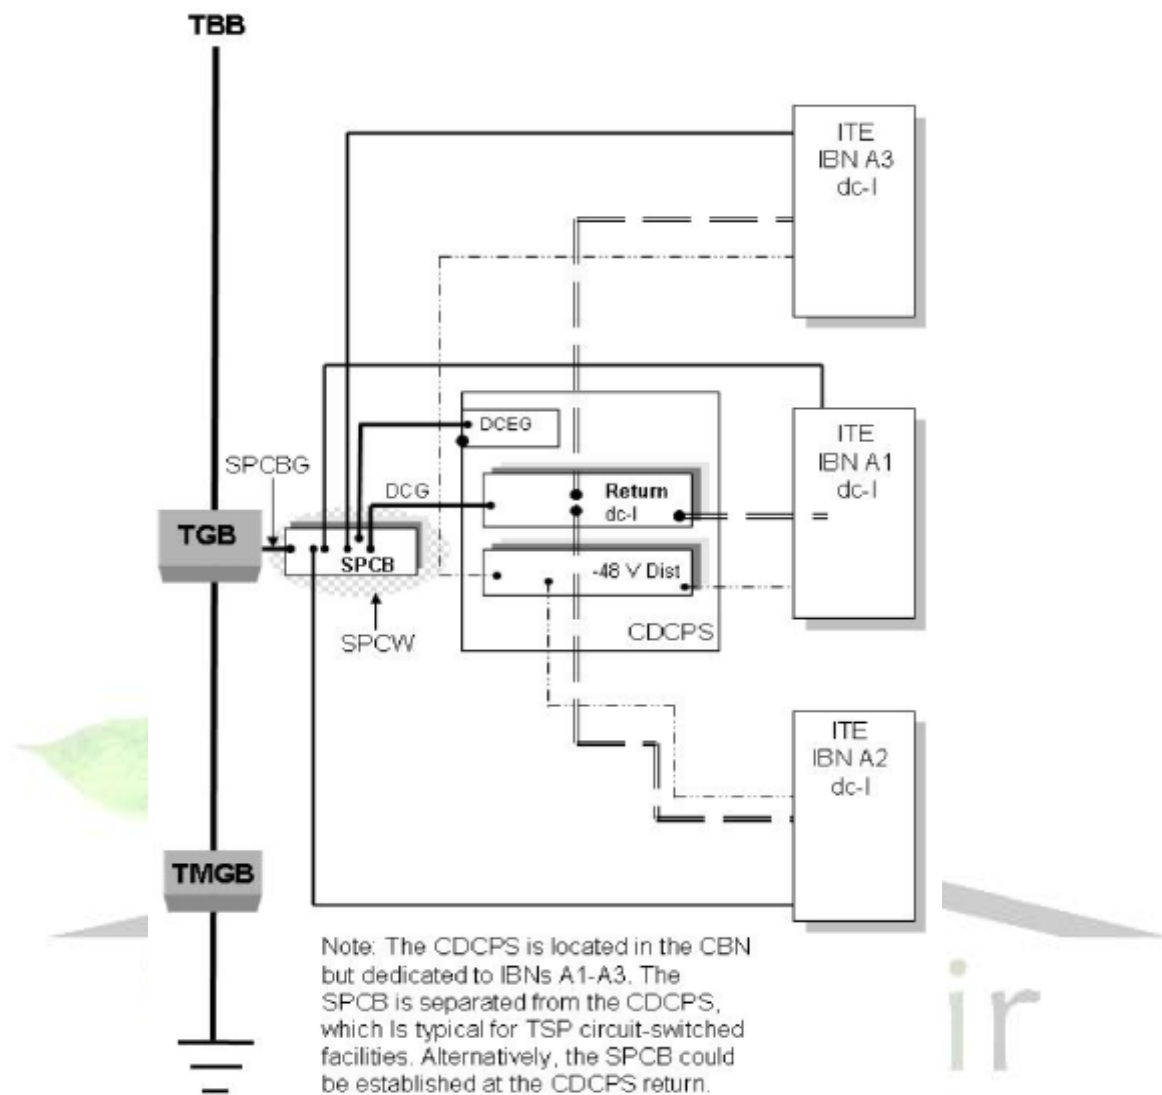 TBB
ITE
IBN A3
dc-I
DCEG
SPCBG
DCG
Return
dc-I
ITE
IBN A1
dc-I
TGB
SPCB
-48 V Dist
SPCW
CDCPS
ITE
IBN A2
dc-I
TMGB
Note: The CDCPS is located in the CBN
but dedicated to IBNs A1-A3. The
SPCB is separated from the CDCPS,
which Is typical for TSP circuit-switched
facilities. Alternatively, the SPCB could
be established at the CDCPS return.
ir